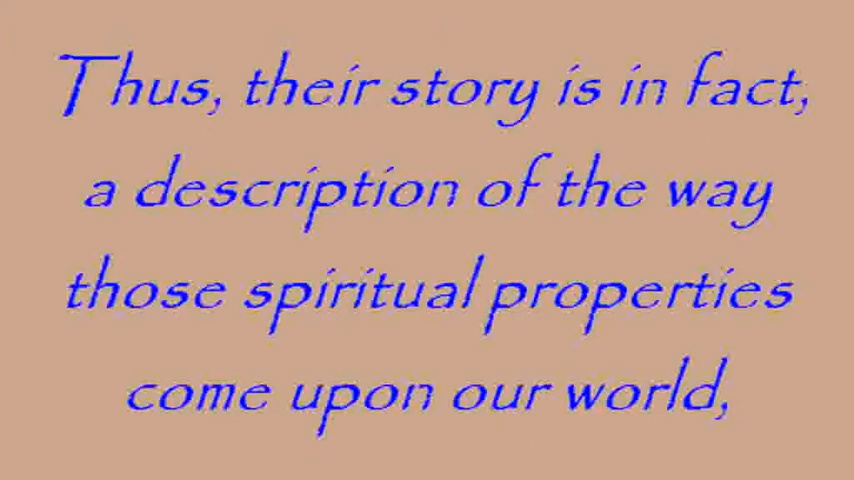 Thus, their story is in fact,
a description of the way
those spiritual properties
come upon our world,